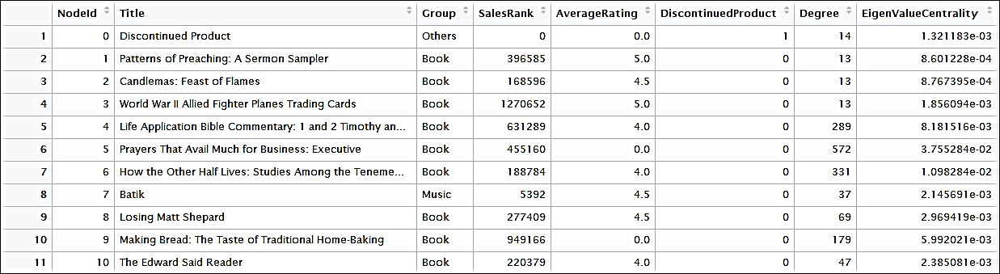 NodeId Title Group SalesRank AverageRating DiscontinuedProduct Degree EigenValueCentrality
1 0 Discontinued Product Others 0 0.0 1 14 1.321183e-03
2 1 Patterns of Preaching: A Sermon Sampler Book 396585 5.0 0 13 8.601228e-04
3 2 Candlemas: Feast of Flames Book 168596 4.5 0 13 8.767395e-04
4 3 World War II Allied Fighter Planes Trading Cards Book 1270652 5.0 0 13 1.856094e-03
5 4 Life Application Bible Commentary: 1 and 2 Timothy an... Book 631289 4.0 0 289 8.181516e-03
6 5 Prayers That Avail Much for Business: Executive Book 455160 0.0 0 572 3.755284e-02
7 6 How the Other Half Lives: Studies Among the Teneme... Book 188784 4.0 0 331 1.098284e-02
8 7 Batik Music 5392 4.5 0 37 2.145691e-03
9 8 Losing Matt Shepard Book 277409 4.5 0 69 2.969419e-03
10 9 Making Bread: The Taste of Traditional Home-Baking Book 949166 0.0 0 179 5.992021e-03
11 10 The Edward Said Reader Book 220379 4.0 0 47 2.385081e-03